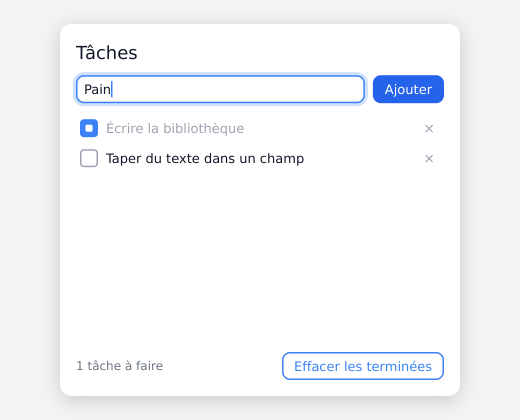 Tâches
Pain
Ajouter
Écrire la bibliothèque
×
Taper du texte dans un champ
×
1 tâche à faire
Effacer les terminées